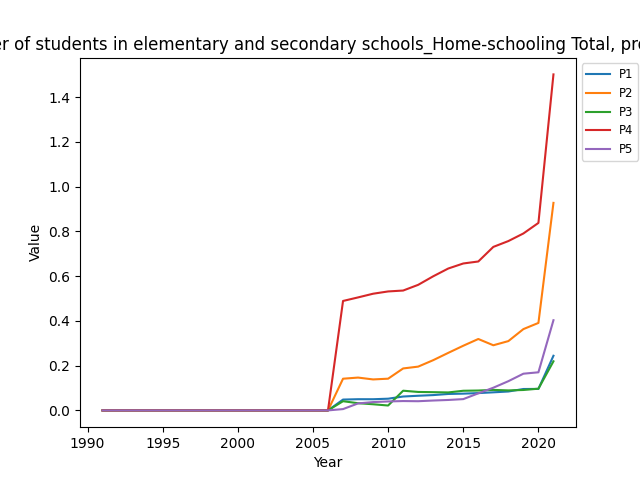 of students in elementary and secondary schools_Home-schooling Total,
1.4
1.2
1.0
0.8
0.6
0.4
0.2
0.0
Value
1990
1995
2000
2005
2010
2015
2020
Year
P1
P2
P3
P4
P5